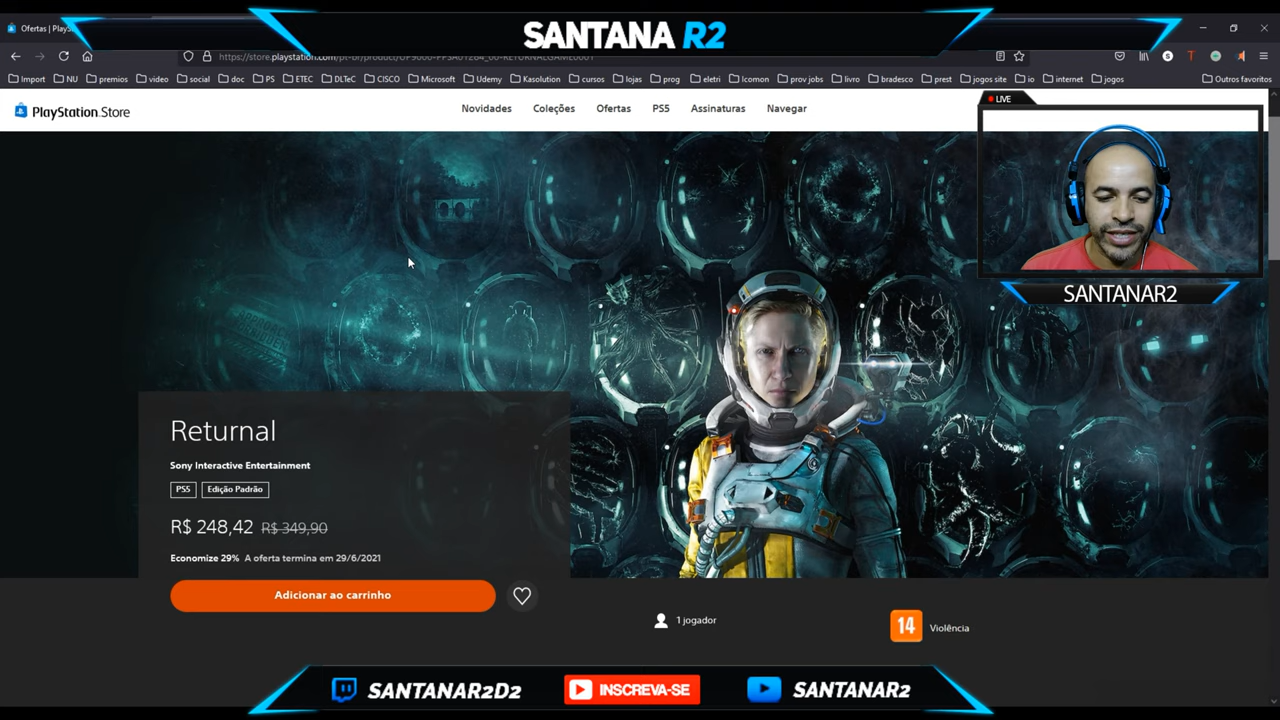 SANTANA R2
Ofertas | Play
https://store.playstation.com/pt-br/product/UP9000-PPSA01284_00-RETURNALGAME0001
Import NU premios video social doc PS ETEC DLTeC CISCO Microsoft Udemy Kasolution cursos lojas prog eletri Icomon prov jobs livro bradesco prest jogos site io internet jogos Outros favoritos
PlayStation Store
Novidades Coleções Ofertas PS5 Assinaturas Navegar
LIVE
SANTANAR2
Returnal
Sony Interactive Entertainment
PS5 Edição Padrão
R$ 248,42 R$ 349,90
Economize 29% A oferta termina em 29/6/2021
Adicionar ao carrinho
1 jogador
14 Violência
SANTANAR2D2 INSCREVA-SE SANTANAR2